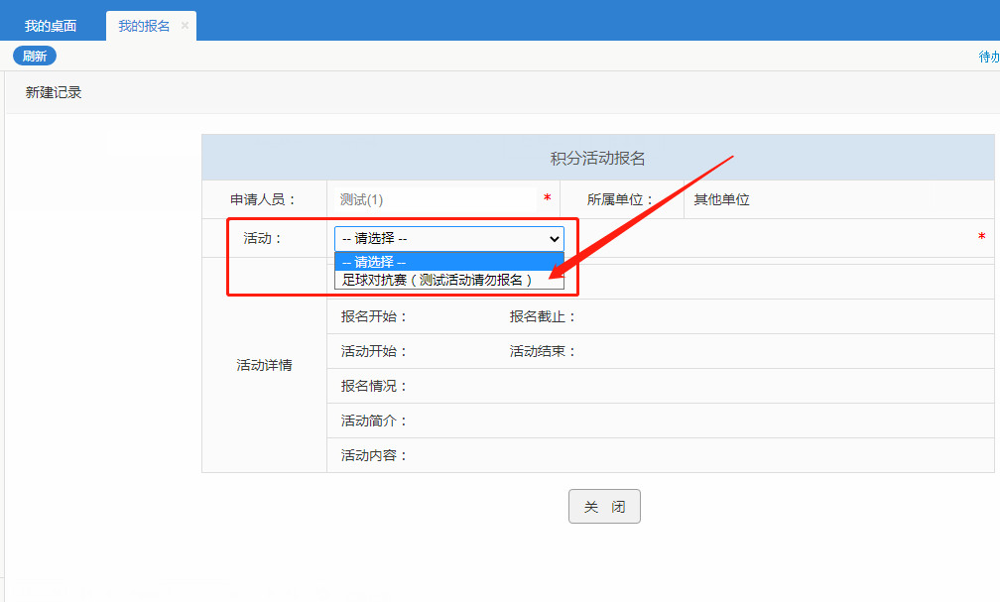 我的桌面 我的报名 ×
刷新 待办
新建记录
积分活动报名
申请人员： 测试(1) * 所属单位： 其他单位
活动： -- 请选择 -- *
-- 请选择 --
足球对抗赛（测试活动请勿报名）
报名开始： 报名截止：
活动开始： 活动结束：
活动详情
报名情况：
活动简介：
活动内容：
关 闭